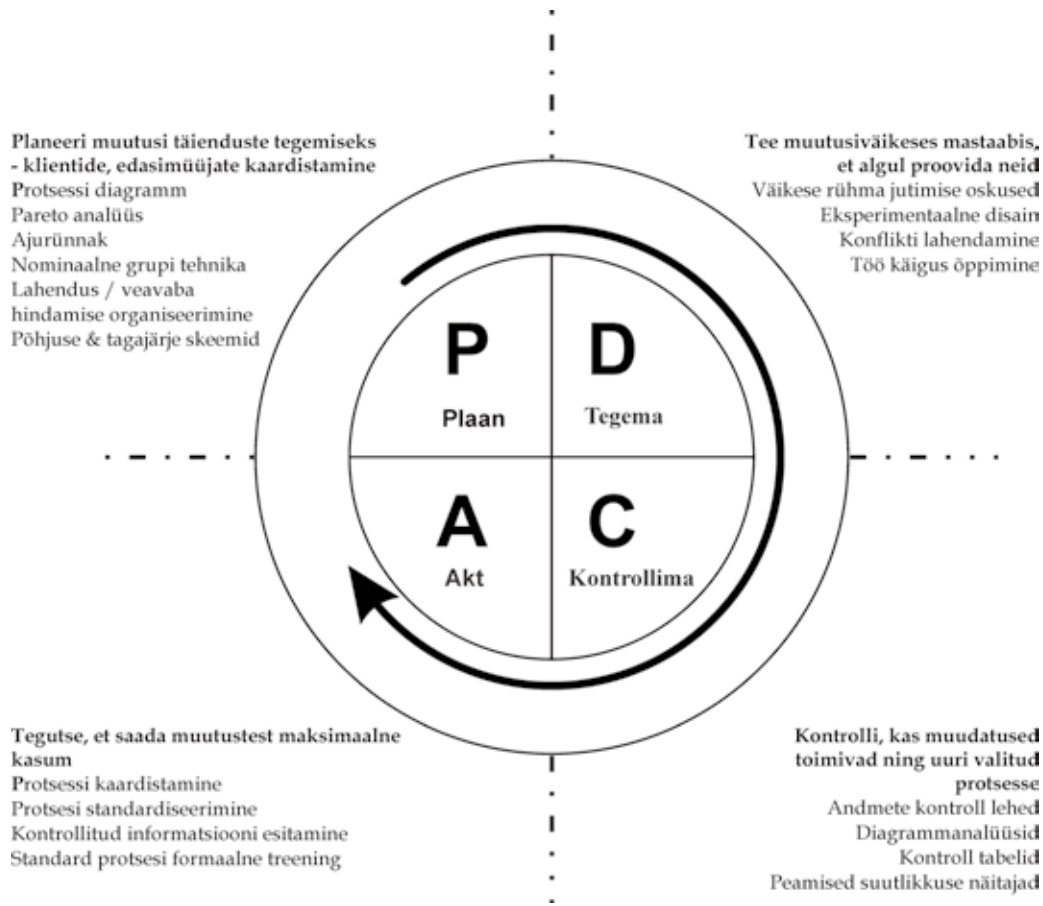 Planeeri muutusi täienduste tegemiseks
- klientide, edasimüüjate kaardistamine
Protsessi diagramm
Pareto analüüs
Ajurünnak
Nominaalne grupi tehnika
Lahendus / veavaba
hindamise organiseerimine
Põhjuse & tagajärje skeemid
Tee muutusiväikeses mastaabis,
et algul proovida neid
Väikese rühma jutimise oskused
Eksperimentaalne disain
Konflikti lahendamine
Töö käigus õppimine
P
Plaan
D
Tegema
A
Akt
C
Kontrollima
Tegutse, et saada muutustest maksimaalne
kasum
Protsessi kaardistamine
Protsesi standardiseerimine
Kontrollitud informatsiooni esitamine
Standard protsesi formaalne treening
Kontrolli, kas muudatused
toimivad ning uuri valitud
protsesse
Andmete kontroll lehed
Diagrammanalüüsid
Kontroll tabelid
Peamised suutlikkuse näitajad